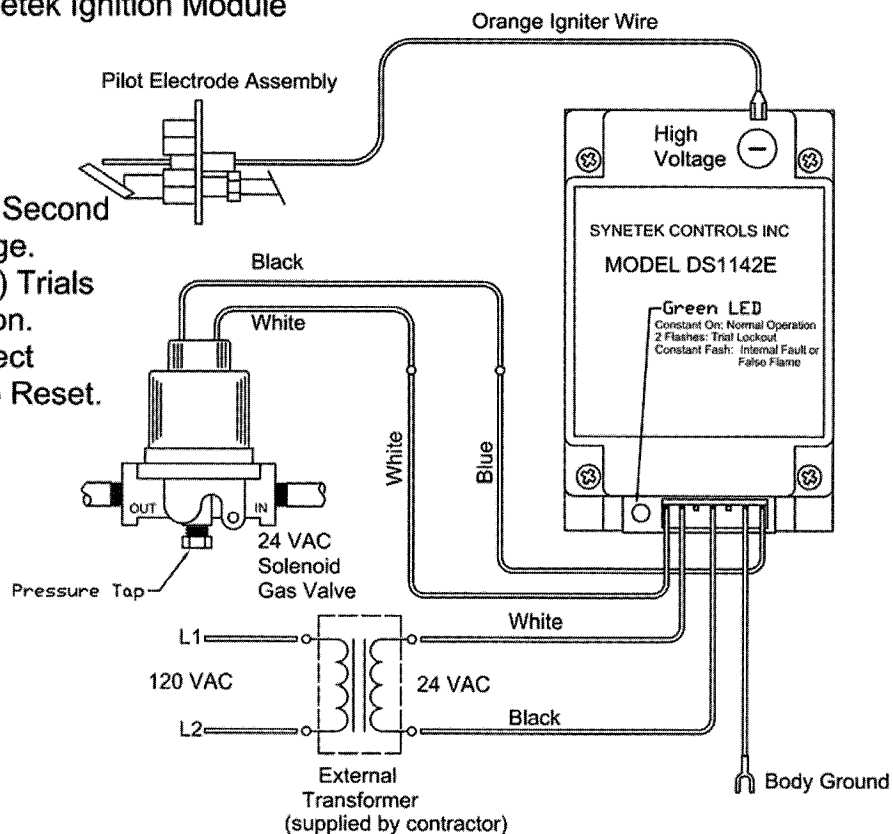 etek Ignition Module
Orange Igniter Wire
Pilot Electrode Assembly
High
Voltage
Second
ge.
) Trials
on.
ect
Reset.
SYNETEK CONTROLS INC
MODEL DS1142E
Green LED
Constant On: Normal Operation
2 Flashes: Trial Lockout
Constant Fash: Internal Fault or
False Flame
Black
White
White
Blue
OUT
IN
24 VAC
Solenoid
Gas Valve
Pressure Tap
White
L1
120 VAC
24 VAC
L2
Black
External
Transformer
(supplied by contractor)
Body Ground